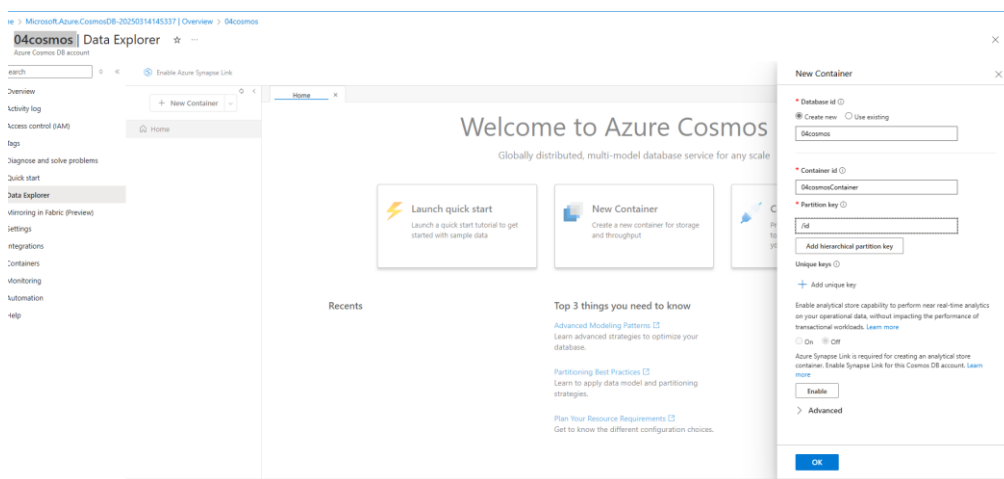 > Microsoft.Azure.CosmosDB-20250314145337 | Overview > 04cosmos
04cosmos | Data Explorer
Azure Cosmos DB account
Enable Azure Synapse Link
Overview
Activity log
Access control (IAM)
Tags
Diagnose and solve problems
Quick start
Data Explorer
Mirroring in Fabric (Preview)
Settings
Integrations
Containers
Monitoring
Automation
Help
+ New Container
Home
Home
Welcome to Azure Cosmos
Globally distributed, multi-model database service for any scale
Launch quick start
Launch a quick start tutorial to get
started with sample data
New Container
Create a new container for storage
and throughput
Recents
Top 3 things you need to know
Advanced Modeling Patterns
Learn advanced strategies to optimize your
database.
Partitioning Best Practices
Learn to apply data model and partitioning
strategies.
Plan Your Resource Requirements
Get to know the different configuration choices.
New Container
* Database id
Create new Use existing
04cosmos
* Container id
04cosmosContainer
* Partition key
/id
Add hierarchical partition key
Unique keys
+ Add unique key
Enable analytical store capability to perform near real-time analytics
on your operational data, without impacting the performance of
transactional workloads. Learn more
On Off
Azure Synapse Link is required for creating an analytical store
container. Enable Synapse Link for this Cosmos DB account. Learn
more
Enable
> Advanced
OK